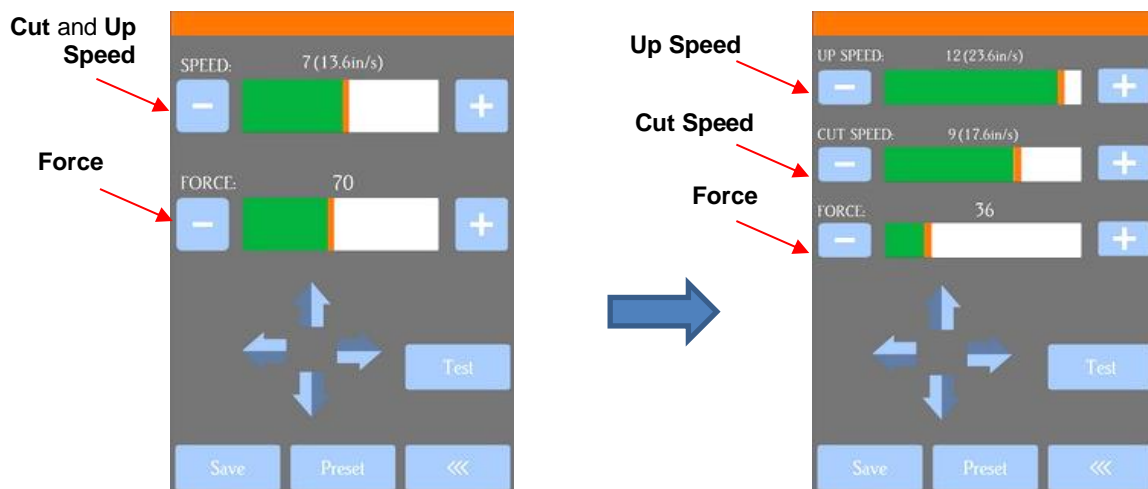 Cut and Up
Speed
Force
SPEED:
7 (13.6in/s)
−
+
FORCE:
70
−
+
Test
Save
Preset
<<<
Up Speed
Cut Speed
Force
UP SPEED:
12 (23.6in/s)
−
+
CUT SPEED:
9 (17.6in/s)
−
+
FORCE:
36
−
+
Test
Save
Preset
<<<